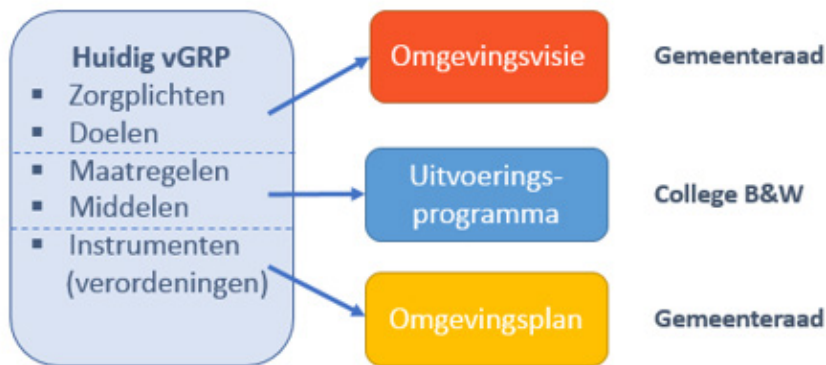 Huidig vGRP
▪ Zorgplichten
▪ Doelen
▪ Maatregelen
▪ Middelen
▪ Instrumenten
(verordeningen)
Omgevingsvisie
Gemeenteraad
Uitvoerings-
programma
College B&W
Omgevingsplan
Gemeenteraad